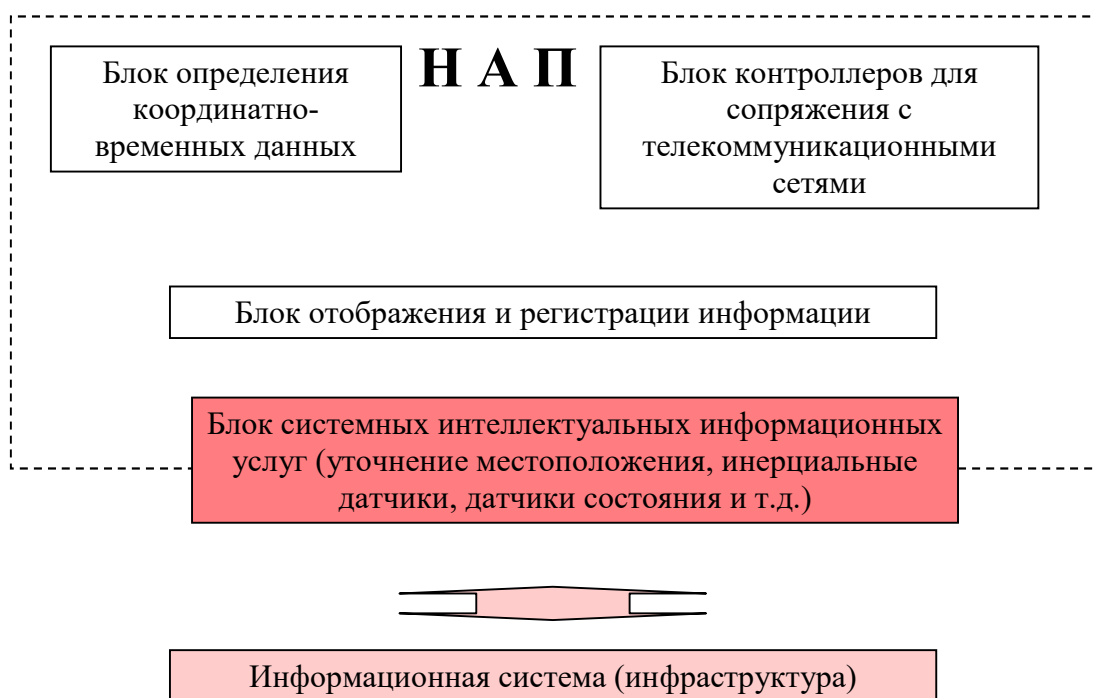 Блок определения
координатно-
временных данных
Н А П
Блок контроллеров для
сопряжения с
телекоммуникационными
сетями
Блок отображения и регистрации информации
Блок системных интеллектуальных информационных
услуг (уточнение местоположения, инерциальные
датчики, датчики состояния и т.д.)
Информационная система (инфраструктура)